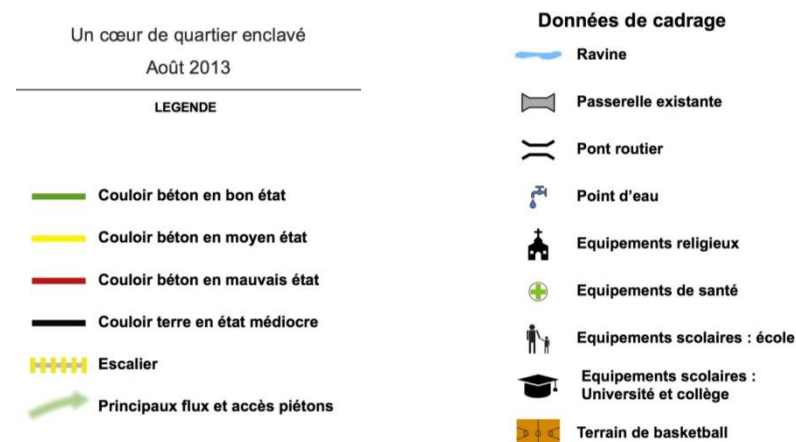 Un cœur de quartier enclavé
Août 2013
LEGENDE
Couloir béton en bon état
Couloir béton en moyen état
Couloir béton en mauvais état
Couloir terre en état médiocre
Escalier
Principaux flux et accès piétons
Données de cadrage
Ravine
Passerelle existante
Pont routier
Point d'eau
Equipements religieux
Equipements de santé
Equipements scolaires : école
Equipements scolaires :
Université et collège
Terrain de basketball